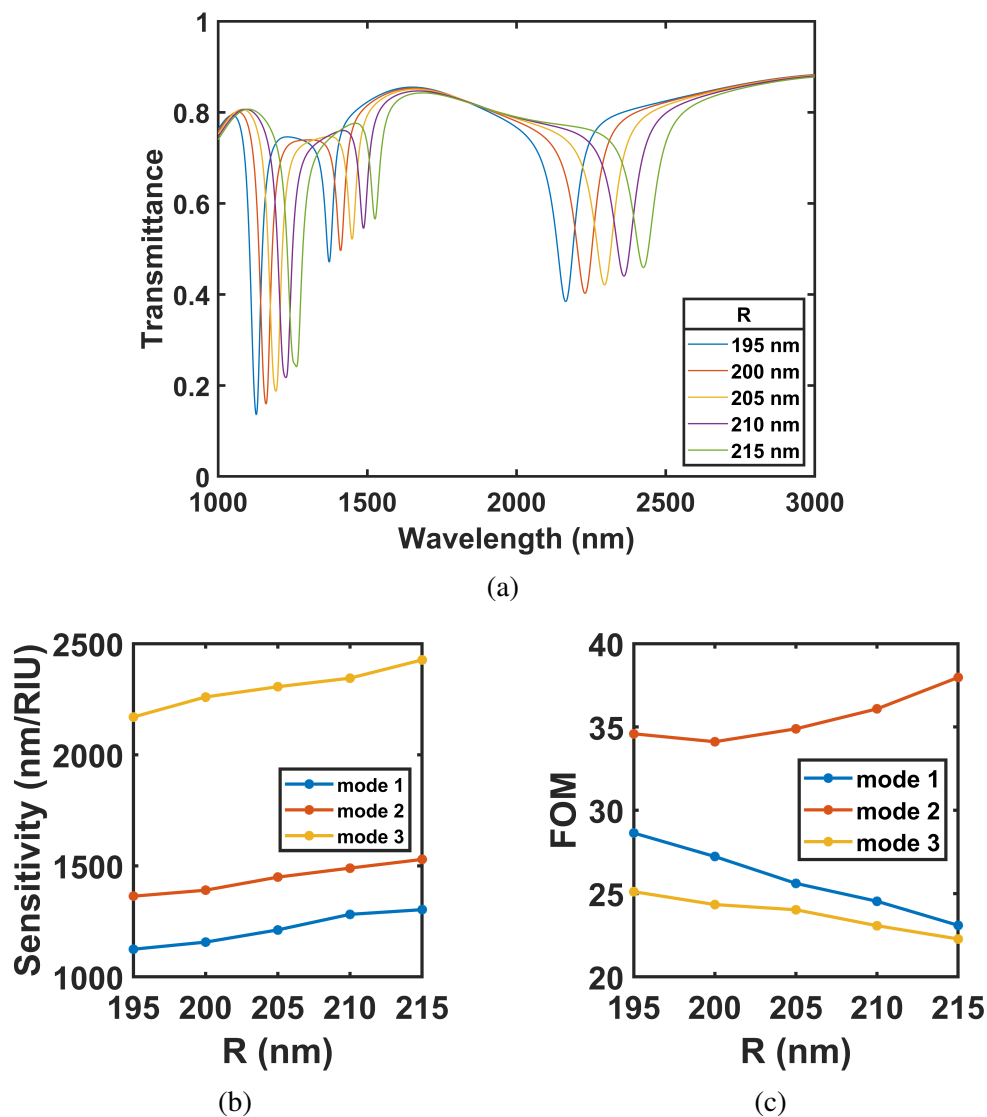 1
0.8
0.6
0.4
0.2
0
Transmittance
1000 1500 2000 2500 3000
Wavelength (nm)
R
195 nm
200 nm
205 nm
210 nm
215 nm
(a)
2500
2000
1500
1000
Sensitivity (nm/RIU)
mode 1
mode 2
mode 3
195 200 205 210 215
R (nm)
(b)
40
35
30
25
20
FOM
mode 1
mode 2
mode 3
195 200 205 210 215
R (nm)
(c)